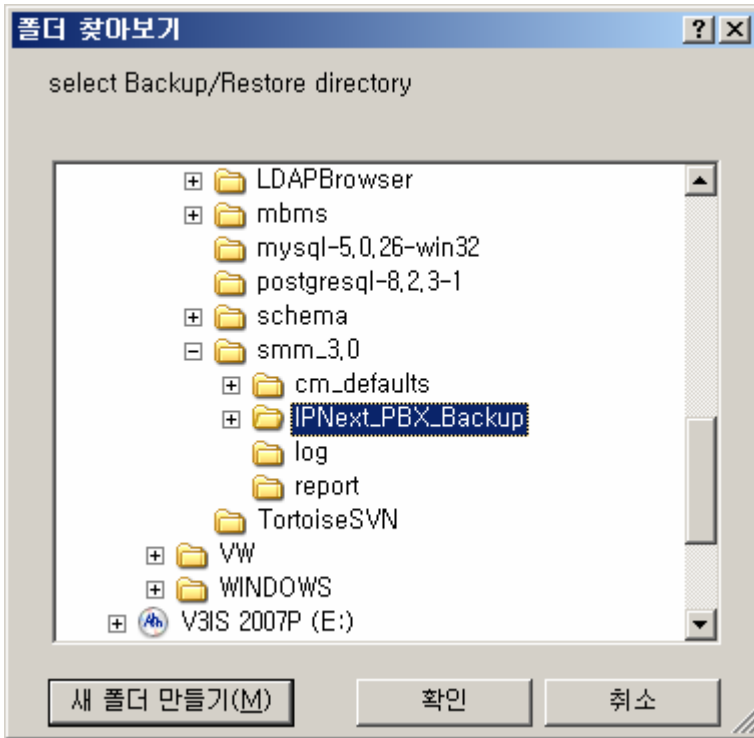 폴더 찾아보기
select Backup/Restore directory
LDAPBrowser
mbms
mysql-5,0,26-win32
postgresql-8,2,3-1
schema
smm_3,0
cm_defaults
IPNext_PBX_Backup
log
report
TortoiseSVN
VW
WINDOWS
V3IS 2007P (E:)
새 폴더 만들기(M) 확인 취소